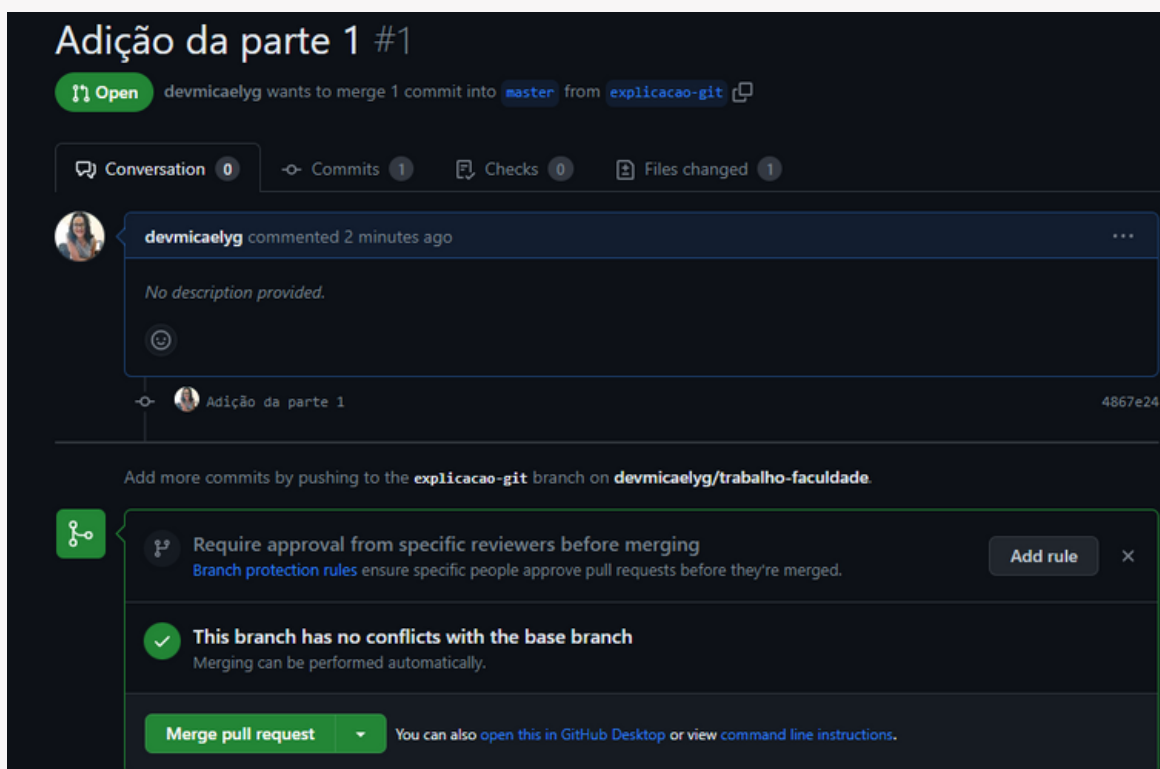 Adição da parte 1 #1
Open devmicaelyg wants to merge 1 commit into master from explicacao-git
Conversation 0 Commits 1 Checks 0 Files changed 1
devmicaelyg commented 2 minutes ago
No description provided.
Adição da parte 1 4867e24
Add more commits by pushing to the explicacao-git branch on devmicaelyg/trabalho-faculdade.
Require approval from specific reviewers before merging
Branch protection rules ensure specific people approve pull requests before they're merged.
Add rule
This branch has no conflicts with the base branch
Merging can be performed automatically.
Merge pull request You can also open this in GitHub Desktop or view command line instructions.